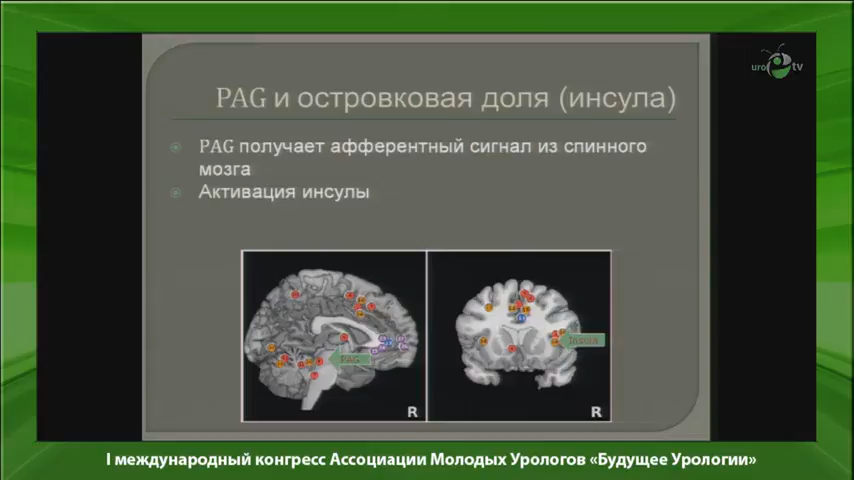 uro tv
PAG и островковая доля (инсула)
PAG получает афферентный сигнал из спинного
мозга
Активация инсулы
PAG
Insula
R
R
I международный конгресс Ассоциации Молодых Урологов «Будущее Урологии»